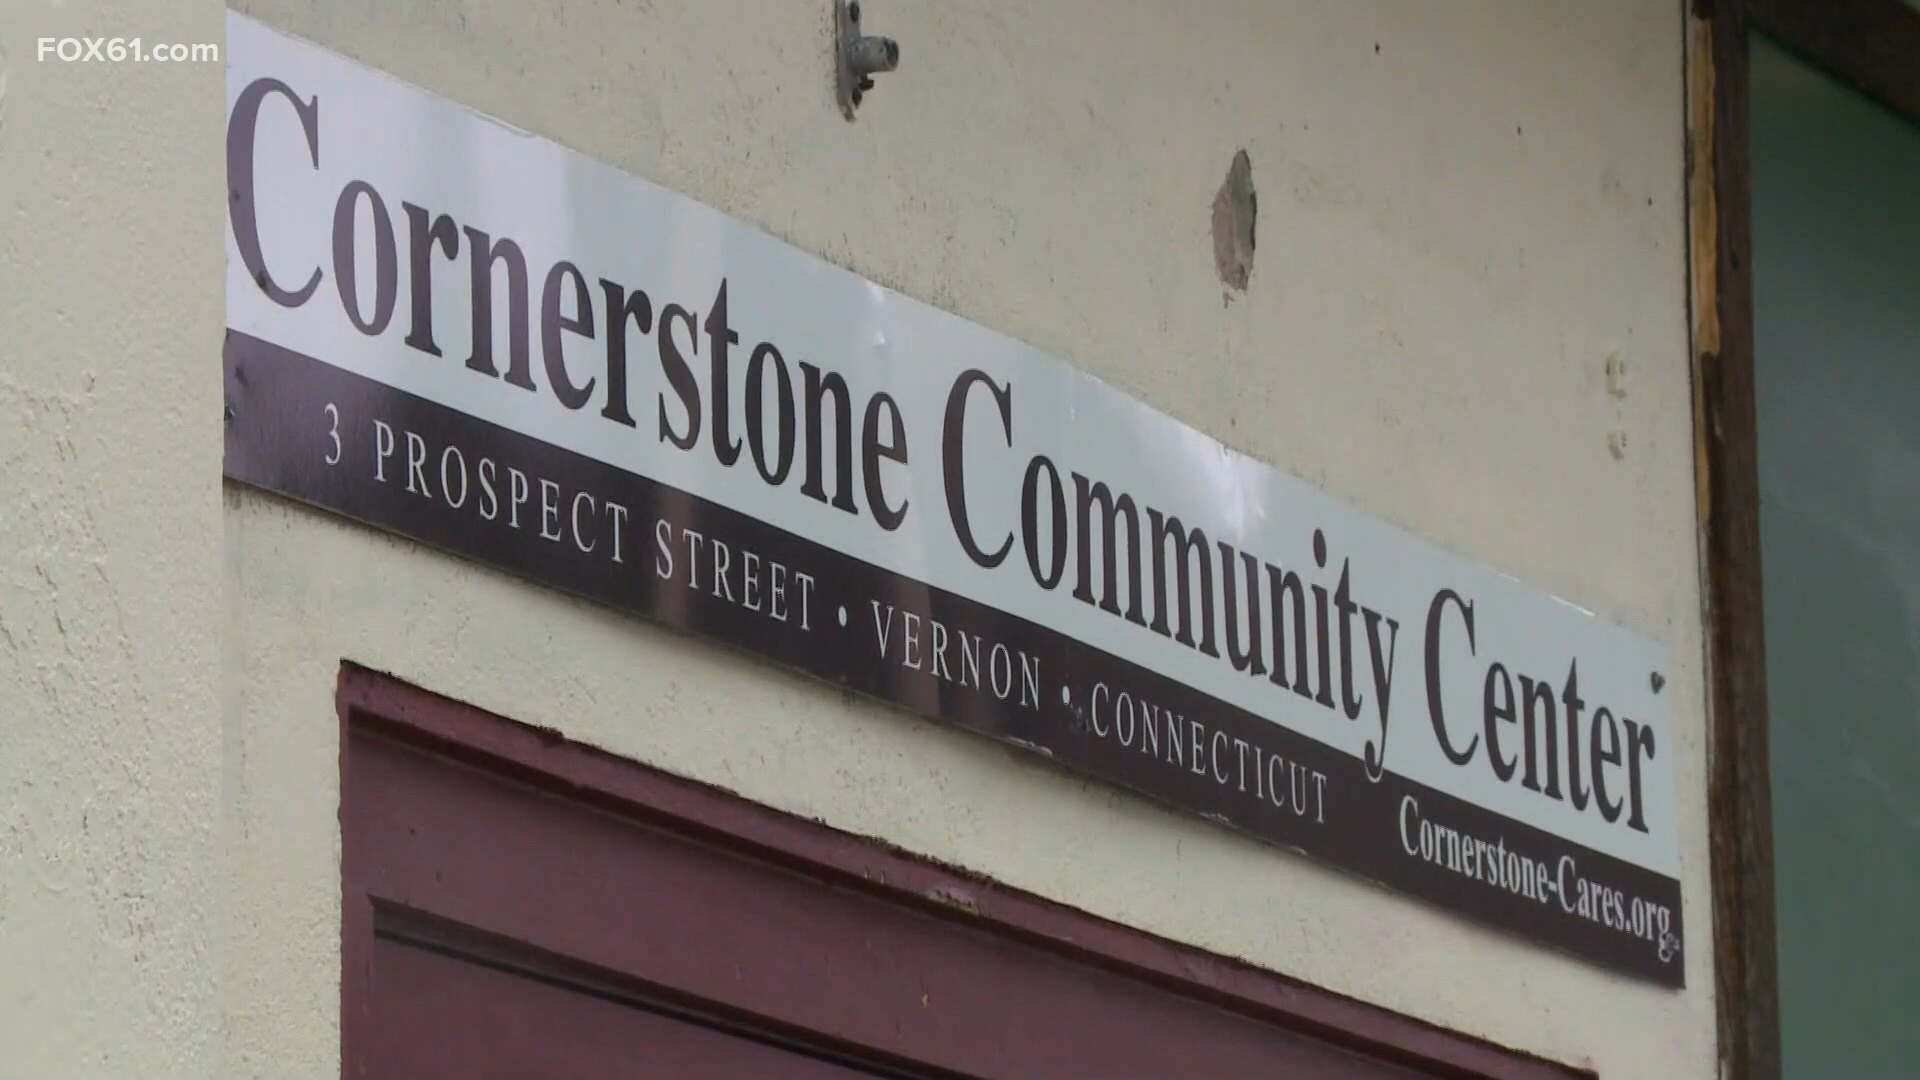 FOX61.com
Cornerstone Community Center
3 PROSPECT STREET • VERNON • CONNECTICUT
Cornerstone-Cares.org